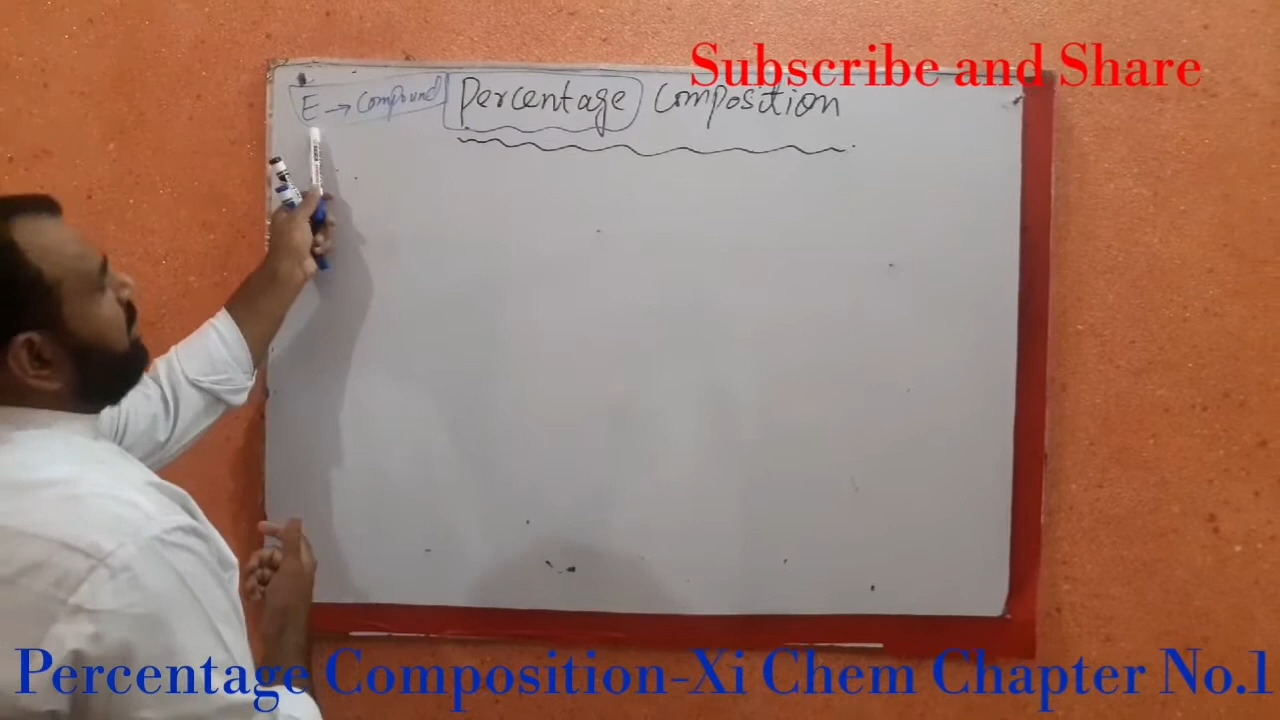 Subscribe and Share
E → Compound Percentage Composition
Percentage Composition-Xi Chem Chapter No.1